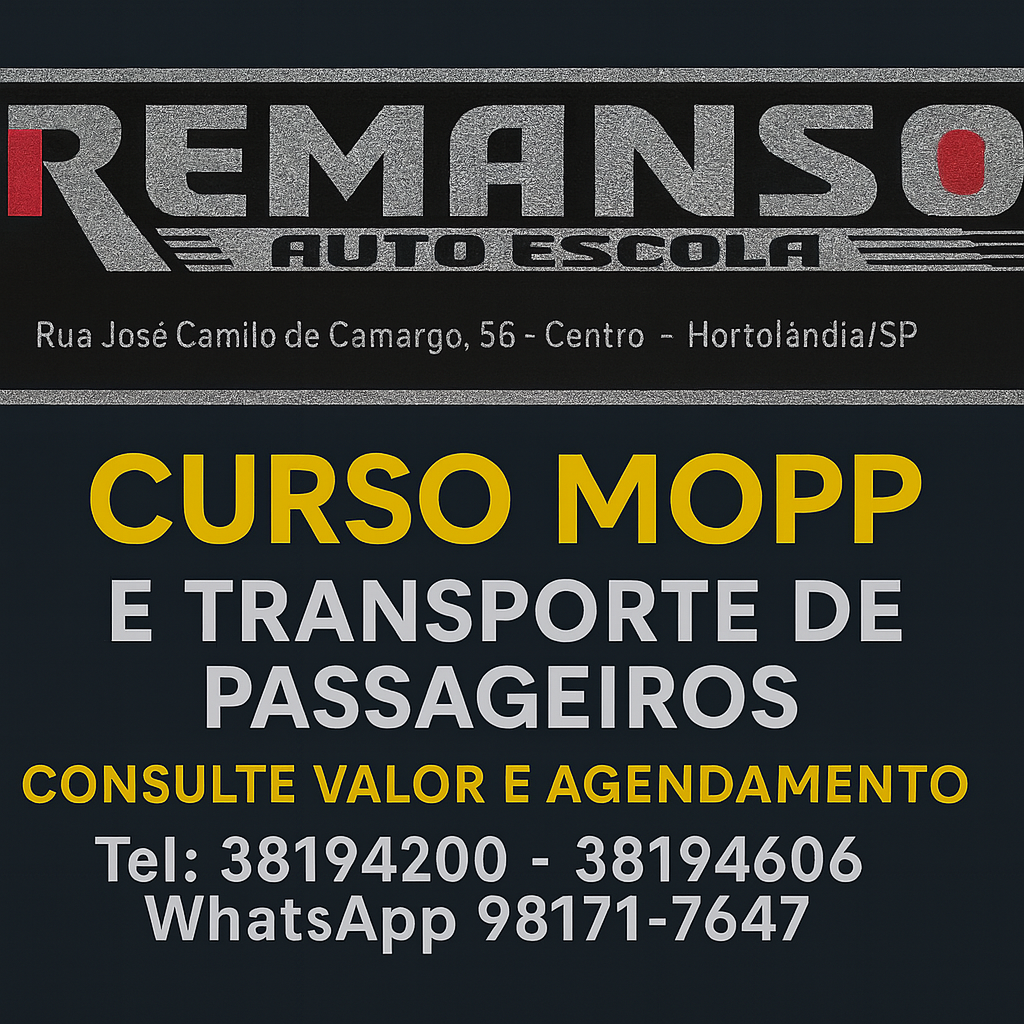 REMANSO
AUTO ESCOLA
Rua José Camilo de Camargo, 56 - Centro - Hortolândia/SP
CURSO MOPP
E TRANSPORTE DE
PASSAGEIROS
CONSULTE VALOR E AGENDAMENTO
Tel: 38194200 - 38194606
WhatsApp 98171-7647